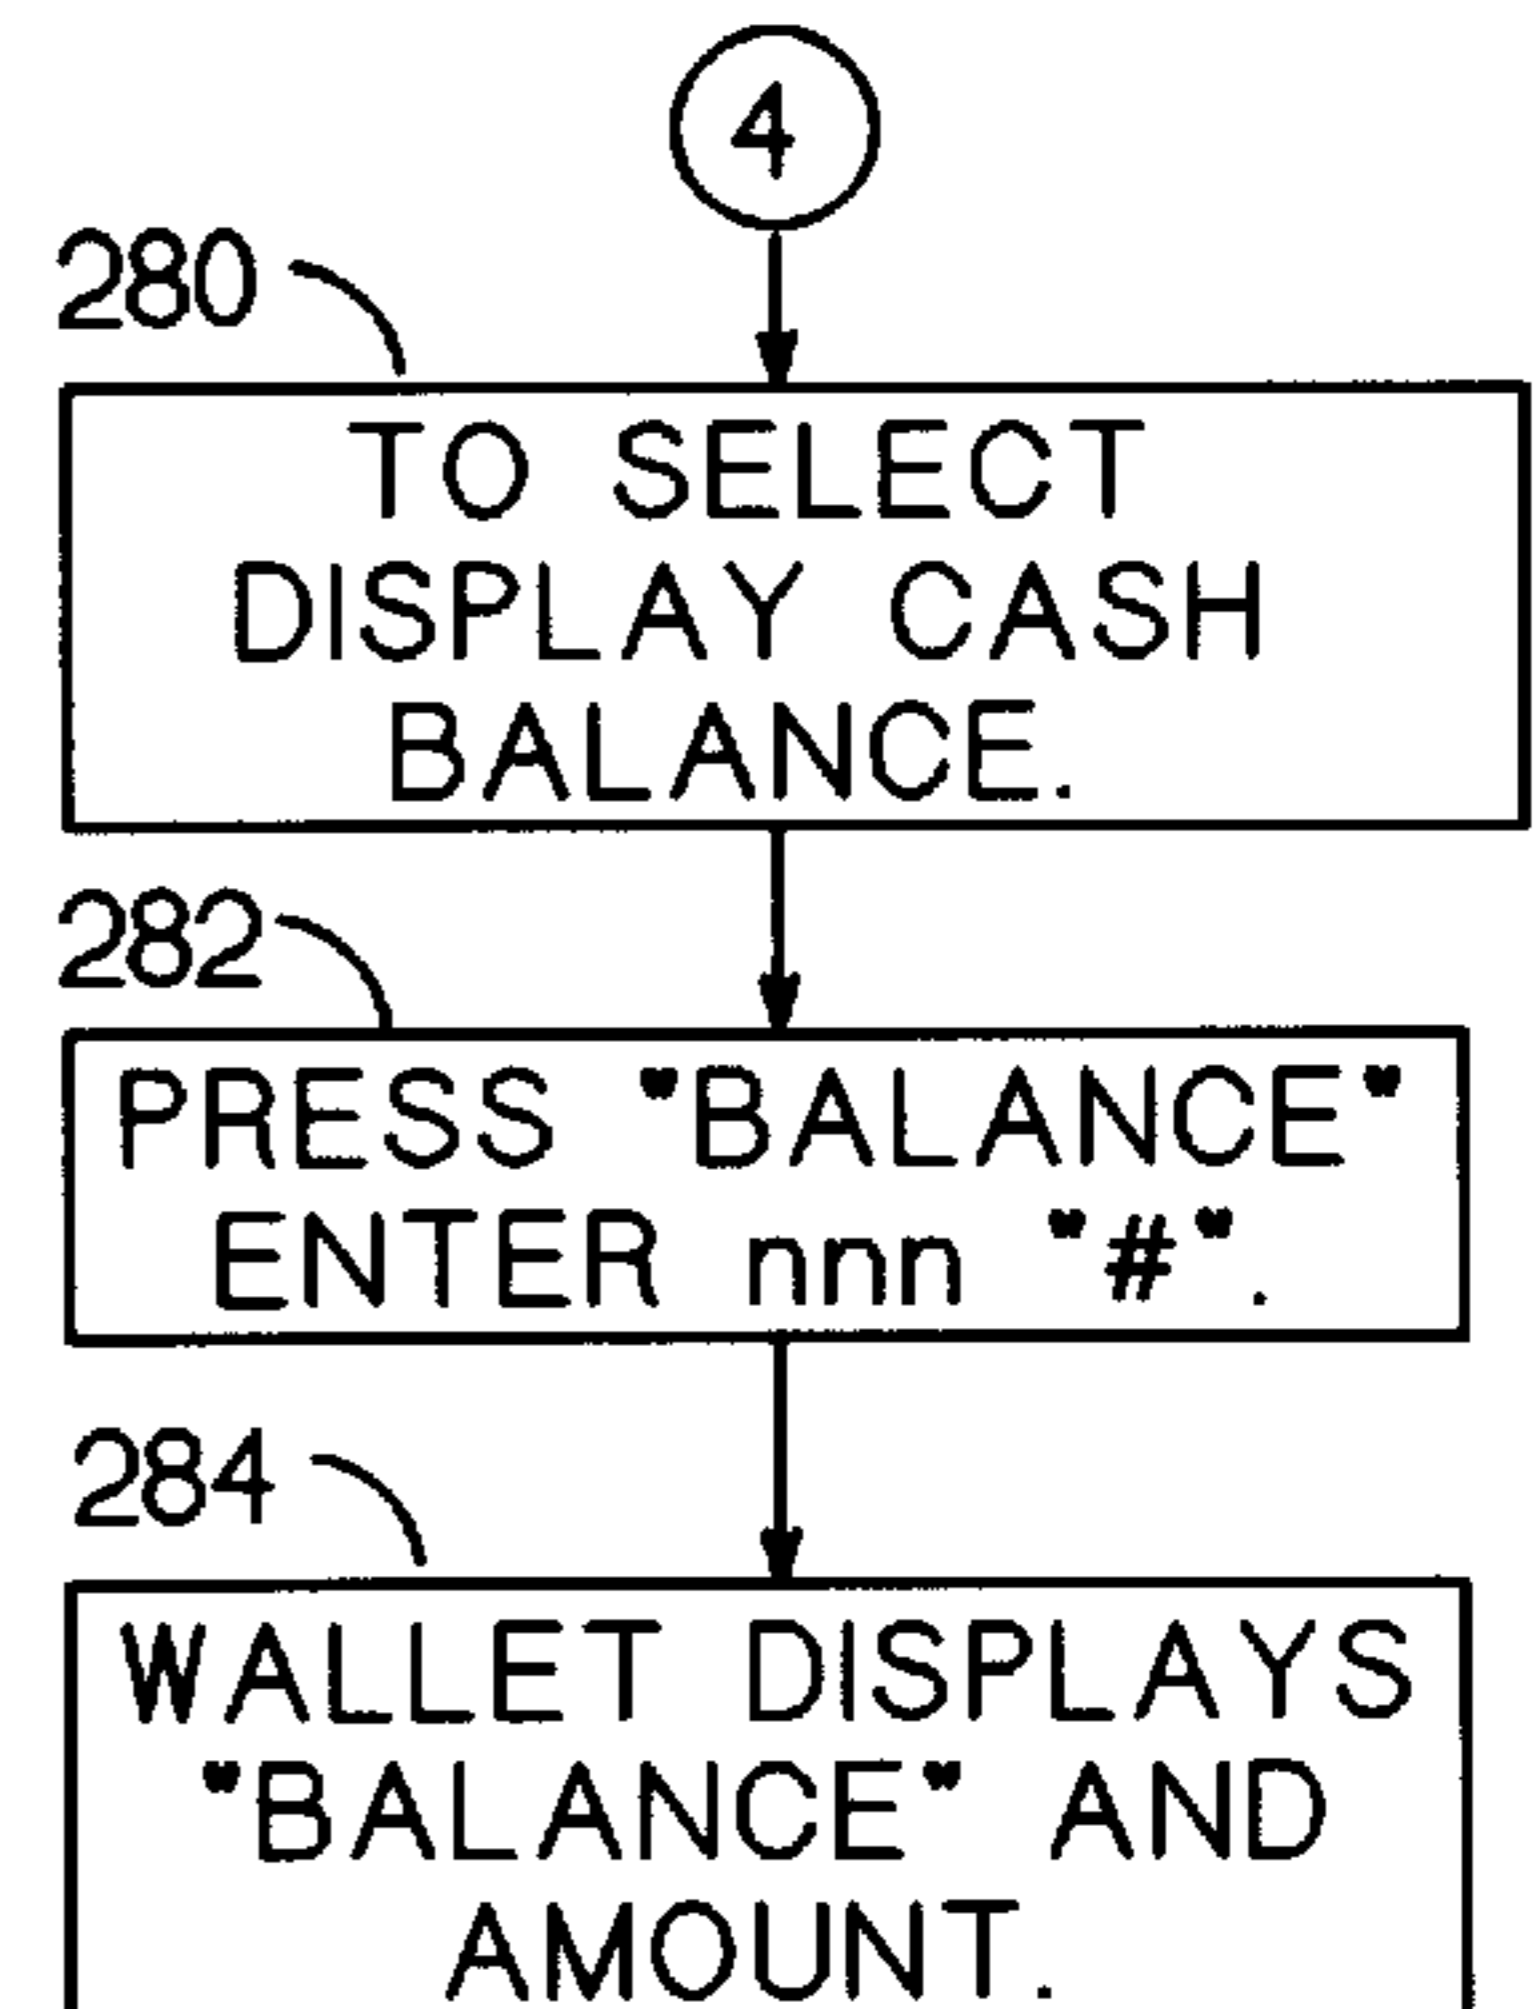 4
280
TO SELECT
DISPLAY CASH
BALANCE.
282
PRESS "BALANCE"
ENTER nnn "#".
284
WALLET DISPLAYS
"BALANCE" AND
AMOUNT.